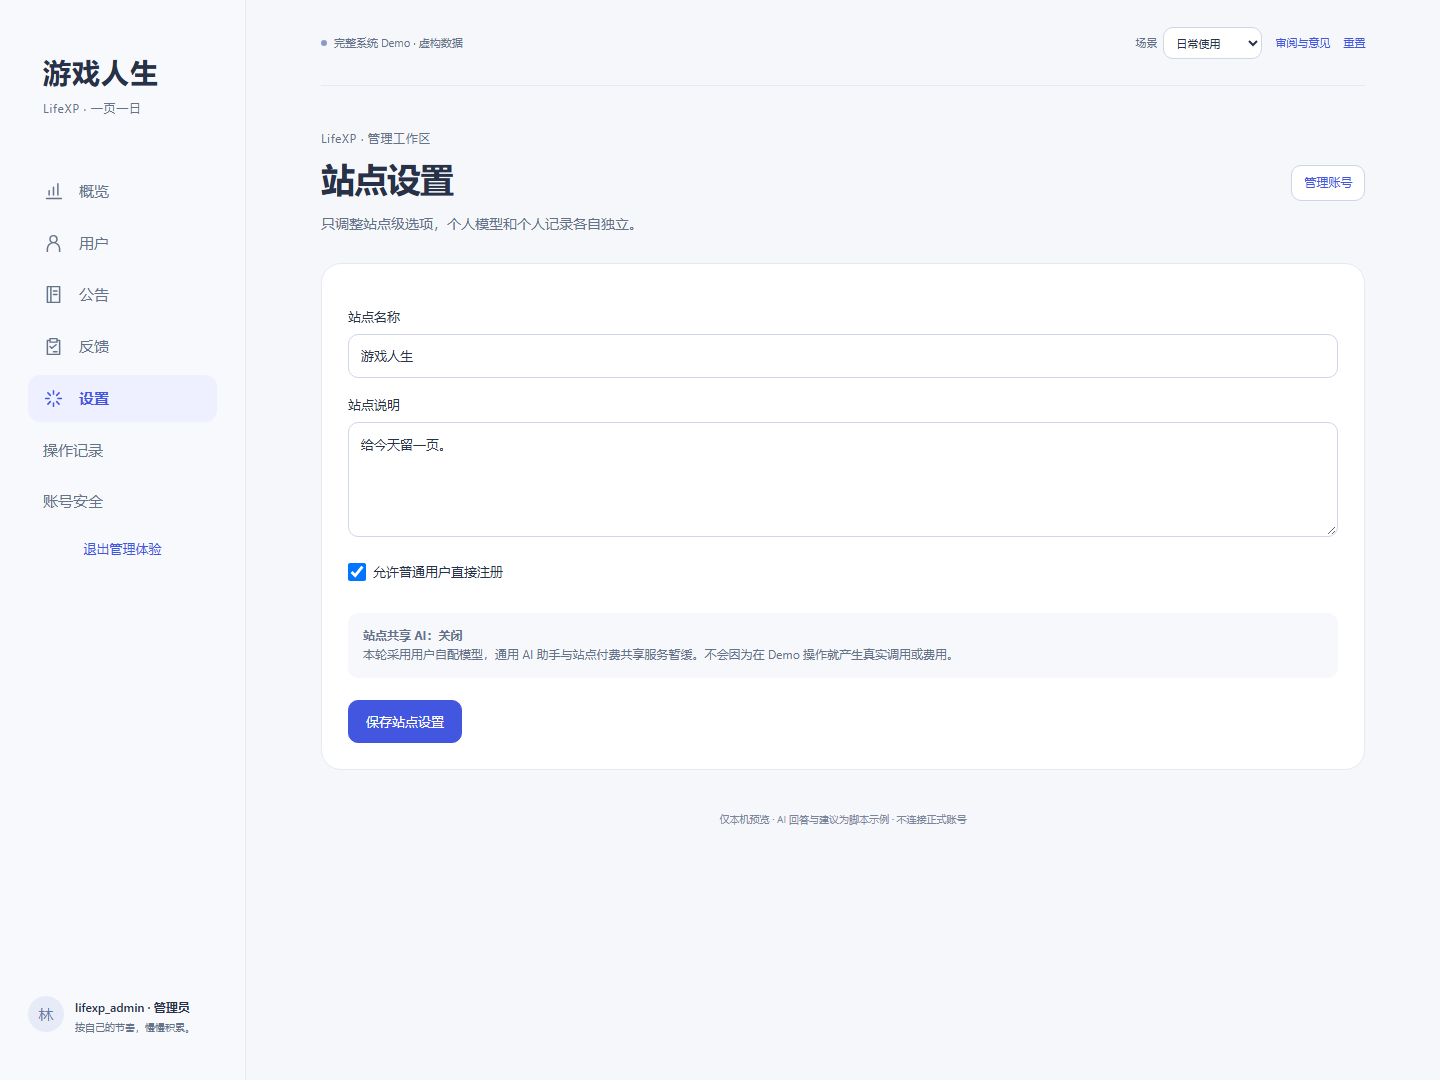 游戏人生
LifeXP · 一页一日
概览
用户
公告
反馈
设置
操作记录
账号安全
退出管理体验
lifexp_admin · 管理员
按自己的节奏，慢慢积累。
完整系统 Demo · 虚构数据
场景
日常使用
审阅与意见
重置
LifeXP · 管理工作区
站点设置
管理账号
只调整站点级选项，个人模型和个人记录各自独立。
站点名称
游戏人生
站点说明
给今天留一页。
允许普通用户直接注册
站点共享 AI：关闭
本轮采用用户自配模型，通用 AI 助手与站点付费共享服务暂缓。不会因为在 Demo 操作就产生真实调用或费用。
保存站点设置
仅本机预览 · AI 回答与建议为脚本示例 · 不连接正式账号